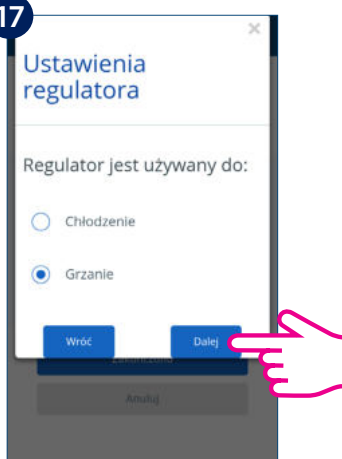 17
×
Ustawienia
regulatora
Regulator jest używany do:
Chłodzenie
Grzanie
Wróć Dalej
Anuluj